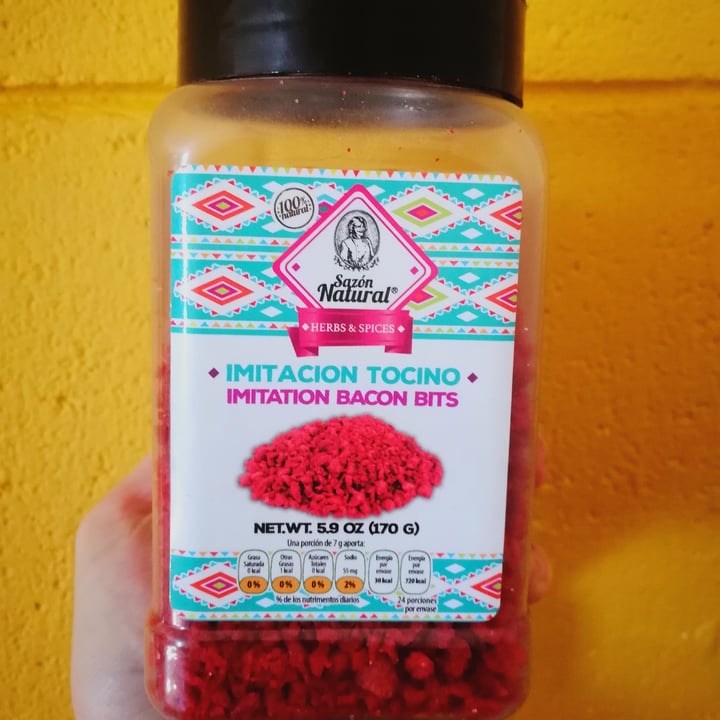 100%
natural
Sazón
Natural®
HERBS & SPICES
IMITACION TOCINO
IMITATION BACON BITS
NET.WT. 5.9 OZ (170 G)
Una porción de 7 g aporta:
Grasa Saturada 0 kcal 0 %
Otras Grasas 1 kcal 0 %
Azúcares Totales 0 kcal 0 %
Sodio 55 mg 2%
Energía por envase 30 kcal
Energía por envase 720 kcal
% de los nutrimentos diarios
24 porciones
por envase